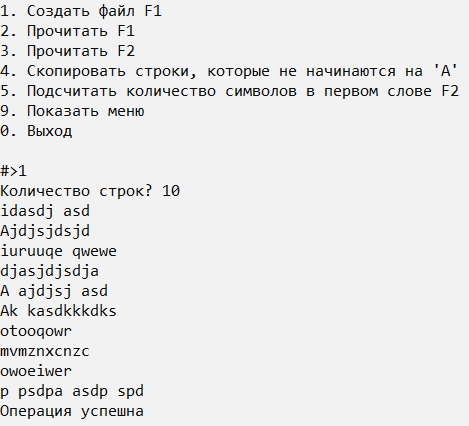 1. Создать файл F1
2. Прочитать F1
3. Прочитать F2
4. Скопировать строки, которые не начинаются на 'А'
5. Подсчитать количество символов в первом слове F2
9. Показать меню
0. Выход

#>1
Количество строк? 10
idasdj asd
Ajdjsjdsjd
iuruuqe qwewe
djasjdjsdja
A ajdjsj asd
Ak kasdkkkdks
otooqowr
mvmznxcnzc
owoeiwer
p psdpa asdp spd
Операция успешна